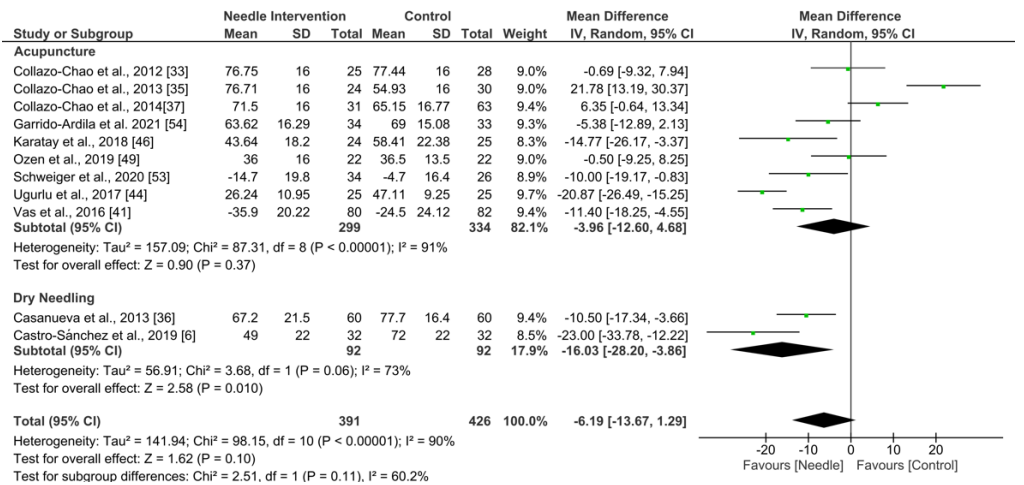 Needle Intervention Control Mean Difference Mean Difference
Study or Subgroup Mean SD Total Mean SD Total Weight IV, Random, 95% CI IV, Random, 95% CI
Acupuncture
Collazo-Chao et al., 2012 [33] 76.75 16 25 77.44 16 28 9.0% -0.69 [-9.32, 7.94]
Collazo-Chao et al., 2013 [35] 76.71 16 24 54.93 16 30 9.0% 21.78 [13.19, 30.37]
Collazo-Chao et al., 2014[37] 71.5 16 31 65.15 16.77 63 9.4% 6.35 [-0.64, 13.34]
Garrido-Ardila et al. 2021 [54] 63.62 16.29 34 69 15.08 33 9.3% -5.38 [-12.89, 2.13]
Karatay et al., 2018 [46] 43.64 18.2 24 58.41 22.38 25 8.3% -14.77 [-26.17, -3.37]
Ozen et al., 2019 [49] 36 16 22 36.5 13.5 22 9.0% -0.50 [-9.25, 8.25]
Schweiger et al., 2020 [53] -14.7 19.8 34 -4.7 16.4 26 8.9% -10.00 [-19.17, -0.83]
Ugurlu et al., 2017 [44] 26.24 10.95 25 47.11 9.25 25 9.7% -20.87 [-26.49, -15.25]
Vas et al., 2016 [41] -35.9 20.22 80 -24.5 24.12 82 9.4% -11.40 [-18.25, -4.55]
Subtotal (95% CI) 299 334 82.1% -3.96 [-12.60, 4.68]
Heterogeneity: Tau² = 157.09; Chi² = 87.31, df = 8 (P < 0.00001); I² = 91%
Test for overall effect: Z = 0.90 (P = 0.37)
Dry Needling
Casanueva et al., 2013 [36] 67.2 21.5 60 77.7 16.4 60 9.4% -10.50 [-17.34, -3.66]
Castro-Sánchez et al., 2019 [6] 49 22 32 72 22 32 8.5% -23.00 [-33.78, -12.22]
Subtotal (95% CI) 92 92 17.9% -16.03 [-28.20, -3.86]
Heterogeneity: Tau² = 56.91; Chi² = 3.68, df = 1 (P = 0.06); I² = 73%
Test for overall effect: Z = 2.58 (P = 0.010)
Total (95% CI) 391 426 100.0% -6.19 [-13.67, 1.29]
Heterogeneity: Tau² = 141.94; Chi² = 98.15, df = 10 (P < 0.00001); I² = 90%
Test for overall effect: Z = 1.62 (P = 0.10)
Test for subgroup differences: Chi² = 2.51, df = 1 (P = 0.11), I² = 60.2%
-20 -10 0 10 20
Favours [Needle] Favours [Control]